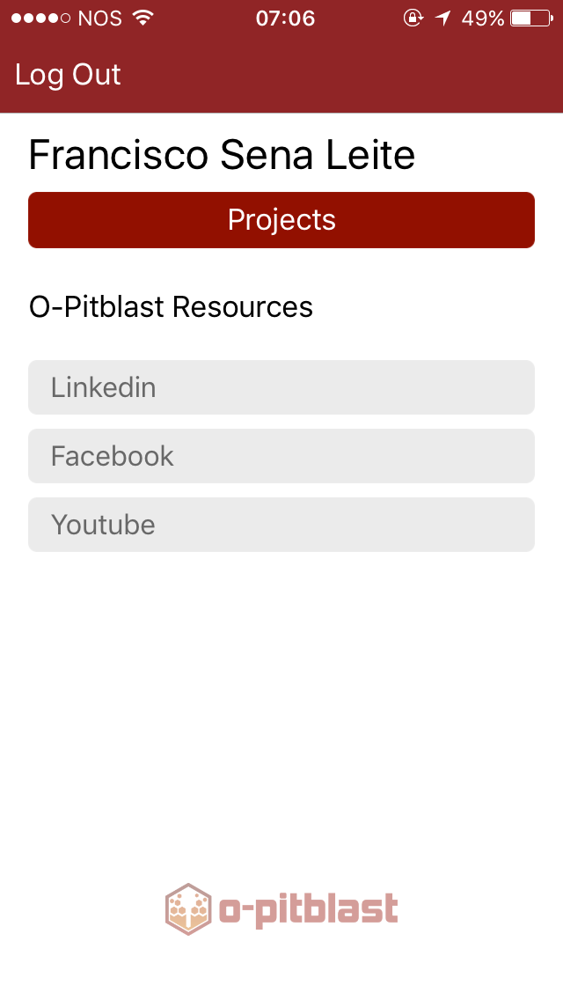 NOS 07:06 49%
Log Out
Francisco Sena Leite
Projects
O-Pitblast Resources
Linkedin
Facebook
Youtube
o-pitblast